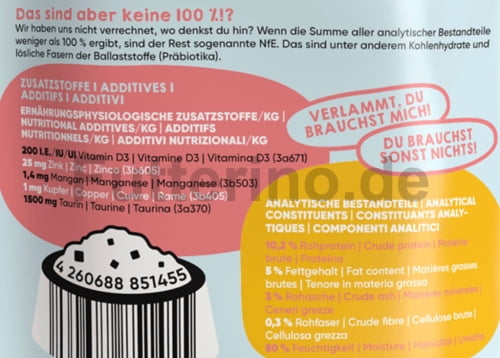 Das sind aber keine 100 %!?
Wir haben uns nicht verrechnet, wo denkst du hin? Wenn die Summe aller analytischer Bestandteile
weniger als 100 % ergibt, sind der Rest sogenannte NfE. Das sind unter anderem Kohlenhydrate und
lösliche Fasern der Ballaststoffe (Präbiotika).
ZUSATZSTOFFE I ADDITIVES I
ADDITIFS I ADDITIVI
ERNÄHRUNGSPHYSIOLOGISCHE ZUSATZSTOFFE/KG |
NUTRITIONAL ADDITIVES/KG | ADDITIFS
NUTRITIONNELS/KG | ADDITIVI NUTRIZIONALI/KG
200 I.E./IU/UI Vitamin D3 | Vitamine D3 | Vitamina D3 (3a671)
25 mg Zink | Zinc | Zinco (3b605)
1,4 mg Mangan | Manganese | Manganese (3b503)
1 mg Kupfer | Copper | Cuivre | Rame (3b405)
1500 mg Taurin | Taurine | Taurina (3a370)
VERLAMMT, DU
BRAUCHST MICH!
DU BRAUCHST
SONST NICHTS!
ANALYTISCHE BESTANDTEILE | ANALYTICAL
CONSTITUENTS | CONSTITUANTS ANALY-
TIQUES | COMPONENTI ANALITICI
10,2 % Rohprotein | Crude protein | Protéine
brute | Proteina
5 % Fettgehalt | Fat content | Matières grasses
brutes | Tenore in materia grassa
3 % Rohasche | Crude ash | Matières minérales |
Ceneri grezze
0,3 % Rohfaser | Crude fibre | Cellulose brute |
Cellulosa grezza
80 % Feuchtigkeit | Moisture | Humidité | Umidità
4 260688 851455